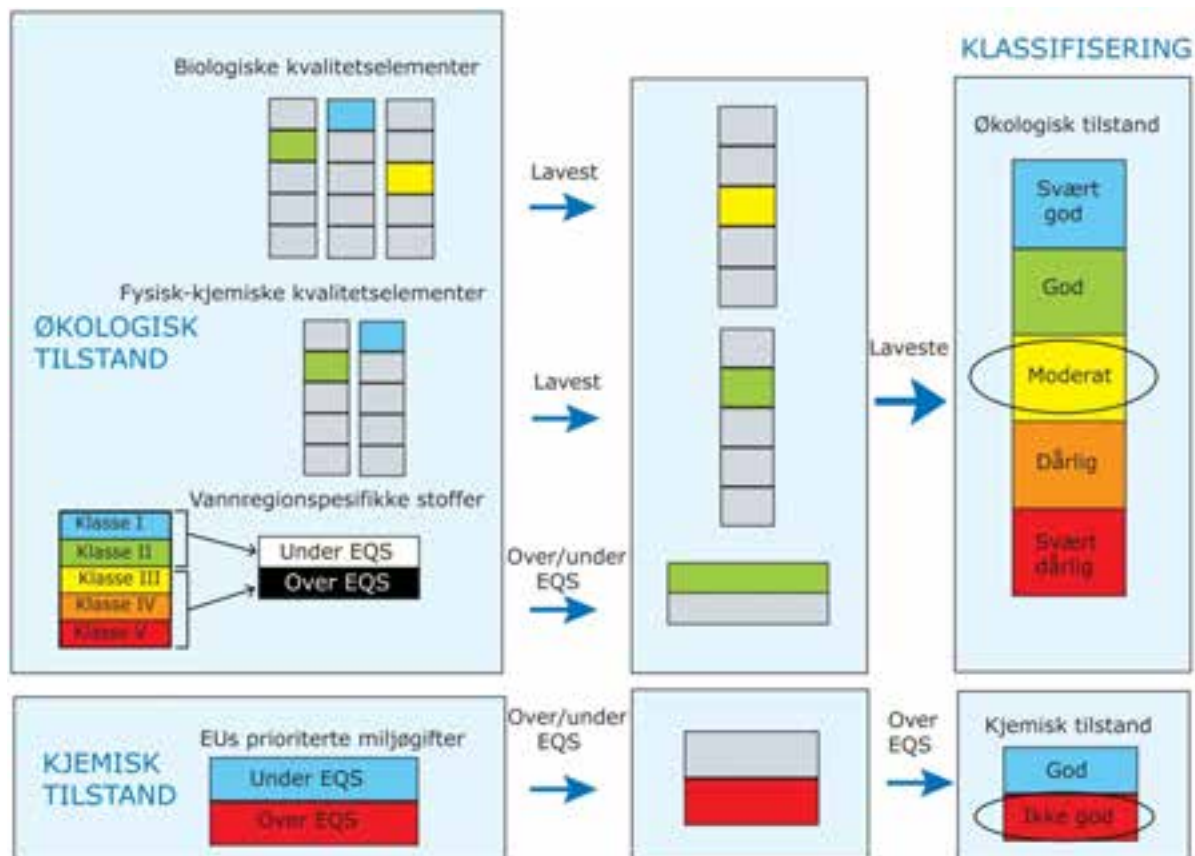 Biologiske kvalitetselementer
Fysisk-kjemiske kvalitetselementer
ØKOLOGISK
TILSTAND
Vannregionspesifikke stoffer
Klasse I
Klasse II
Klasse III
Klasse IV
Klasse V
Under EQS
Over EQS
Lavest
Lavest
Over/under
EQS
Laveste
KLASSIFISERING
Økologisk tilstand
Svært
god
God
Moderat
Dårlig
Svært
dårlig
KJEMISK
TILSTAND
EUs prioriterte miljøgifter
Under EQS
Over EQS
Over/under
EQS
Over
EQS
Kjemisk tilstand
God
Ikke god